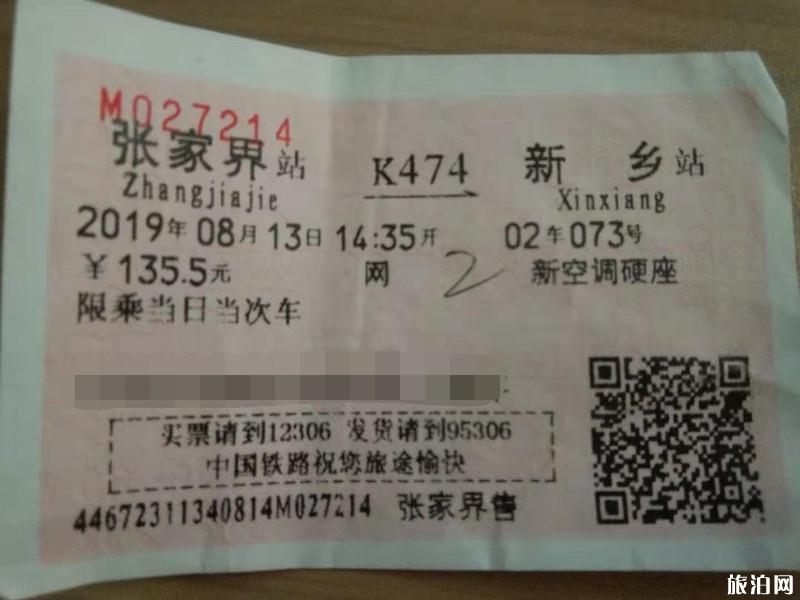 M027214
张家界站 K474 新乡站
Zhangjiajie Xinxiang
2019年08月13日 14:35开 02车073号
￥135.5元 网 2 新空调硬座
限乘当日当次车
买票请到12306 发货请到95306
中国铁路祝您旅途愉快
44672311340814M027214 张家界售
旅泊网